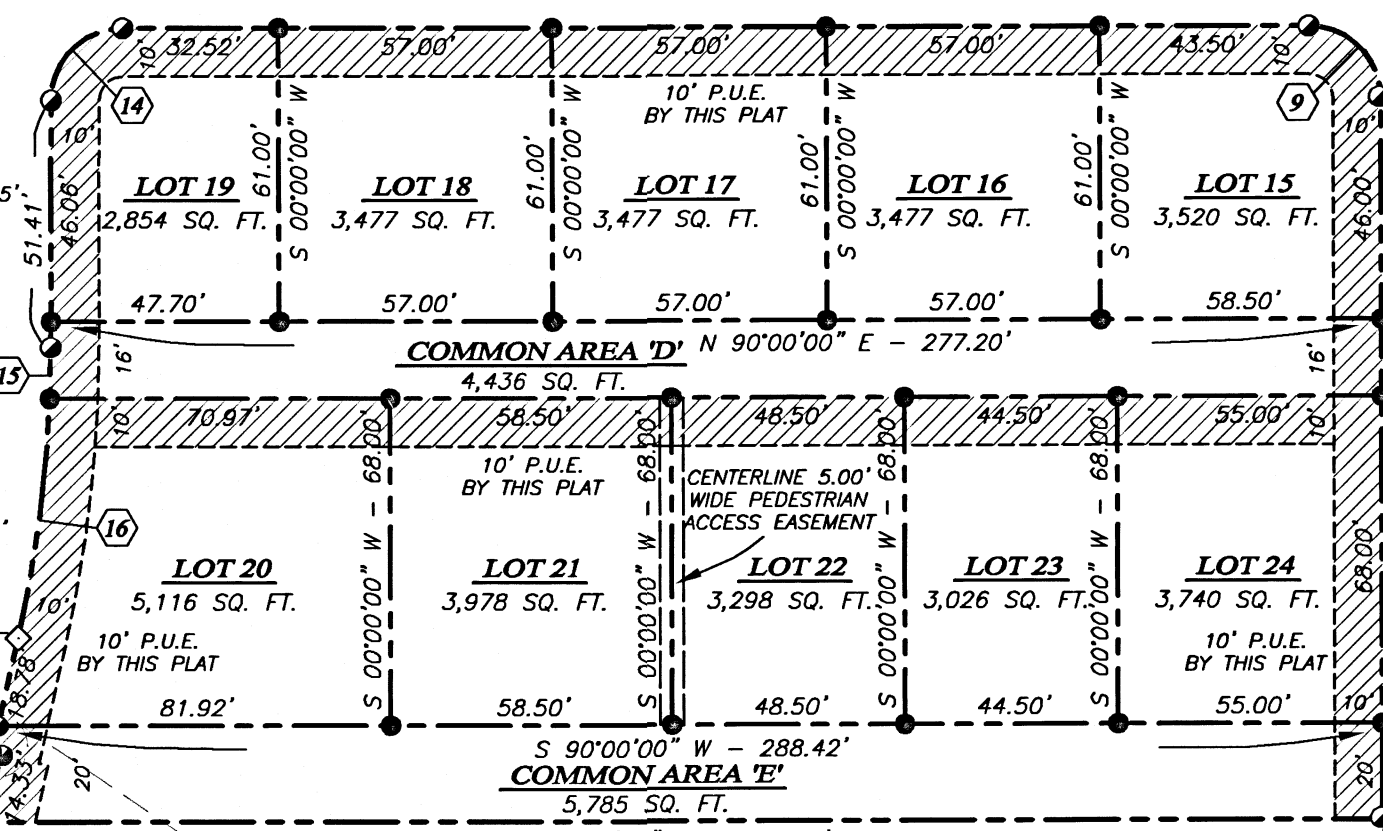 32.52' 57.00' 57.00' 57.00' 43.50'
10' 10'
14 9
10' 10'
10' P.U.E.
BY THIS PLAT
61.00' S 00°00'00" W
61.00' S 00°00'00" W
61.00' S 00°00'00" W
61.00' S 00°00'00" W
5'
51.41'
46.06'
46.00'
LOT 19
2,854 SQ. FT.
LOT 18
3,477 SQ. FT.
LOT 17
3,477 SQ. FT.
LOT 16
3,477 SQ. FT.
LOT 15
3,520 SQ. FT.
47.70' 57.00' 57.00' 57.00' 58.50'
N 90°00'00" E - 277.20'
COMMON AREA 'D'
4,436 SQ. FT.
16' 16'
15
70.97' 58.50' 48.50' 44.50' 55.00'
10' 10'
10' P.U.E.
BY THIS PLAT
CENTERLINE 5.00'
WIDE PEDESTRIAN
ACCESS EASEMENT
S 00°00'00" W - 68.00'
S 00°00'00" W - 68.00'
S 00°00'00" W - 68.00'
S 00°00'00" W - 68.00'
68.00'
16
LOT 20
5,116 SQ. FT.
LOT 21
3,978 SQ. FT.
LOT 22
3,298 SQ. FT.
LOT 23
3,026 SQ. FT.
LOT 24
3,740 SQ. FT.
10'
10' P.U.E.
BY THIS PLAT
10' P.U.E.
BY THIS PLAT
18.78
81.92' 58.50' 48.50' 44.50' 55.00'
10'
S 90°00'00" W - 288.42'
COMMON AREA 'E'
5,785 SQ. FT.
14.33'
20' 20'